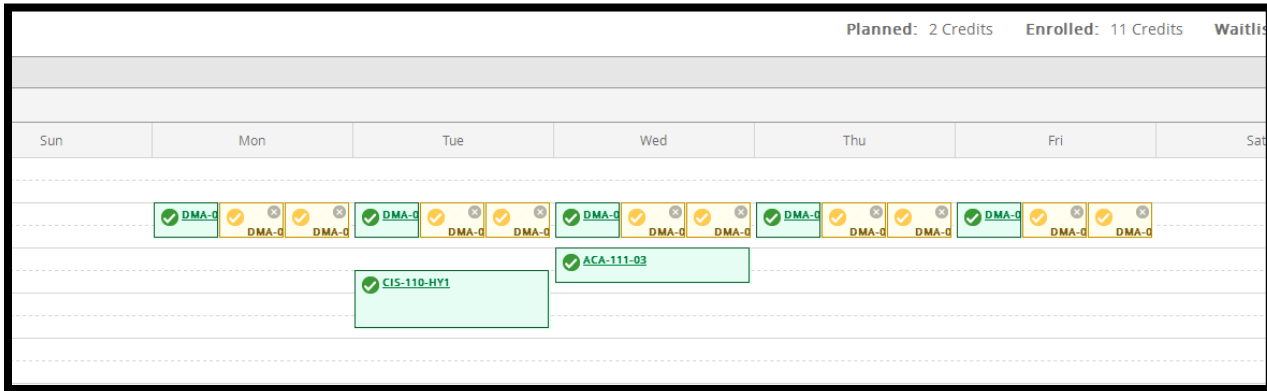 Planned: 2 Credits Enrolled: 11 Credits Waitlis
Sun Mon Tue Wed Thu Fri Sat
DMA-0 DMA-0 DMA-0 DMA-0 DMA-0
DMA-0 DMA-0 DMA-0 DMA-0 DMA-0 DMA-0 DMA-0 DMA-0 DMA-0 DMA-0
ACA-111-03
CIS-110-HY1